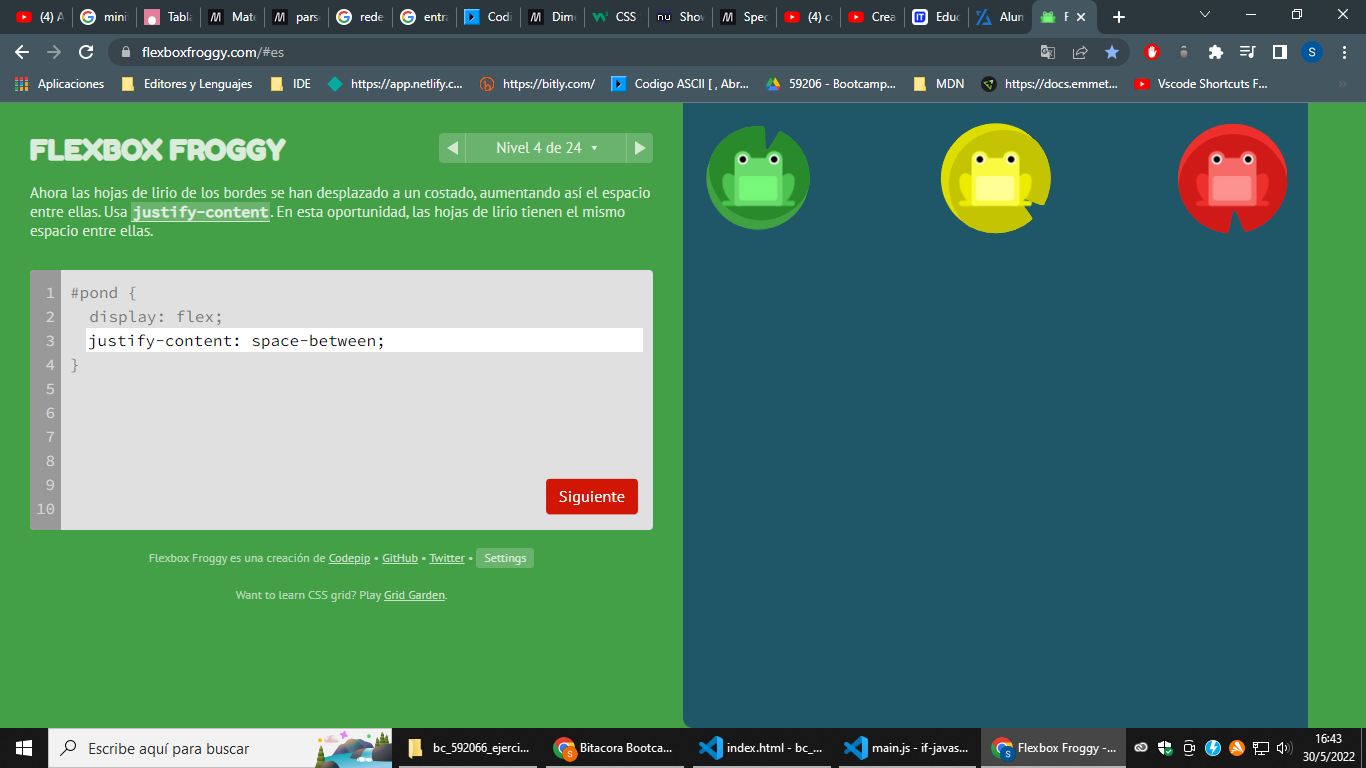 (4) A
mini
Tabla
Mate
parse
rede
entra
Codi
Dime
CSS
Show
Spec
(4) c
Crea
Educ
Alun
F
flexboxfroggy.com/#es
S
Aplicaciones
Editores y Lenguajes
IDE
https://app.netlify.c...
https://bitly.com/
Codigo ASCII [ , Abr...
59206 - Bootcamp...
MDN
https://docs.emmet...
Vscode Shortcuts F...
FLEXBOX FROGGY
Nivel 4 de 24
Ahora las hojas de lirio de los bordes se han desplazado a un costado, aumentando así el espacio
entre ellas. Usa justify-content. En esta oportunidad, las hojas de lirio tienen el mismo
espacio entre ellas.
1 #pond {
2 display: flex;
3 justify-content: space-between;
4 }
5
6
7
8
9
10
Siguiente
Flexbox Froggy es una creación de Codepip • GitHub • Twitter • Settings
Want to learn CSS grid? Play Grid Garden.
Escribe aquí para buscar
bc_592066_ejerci...
Bitacora Bootca...
index.html - bc_...
main.js - if-javas...
Flexbox Froggy -...
16:43
30/5/2022